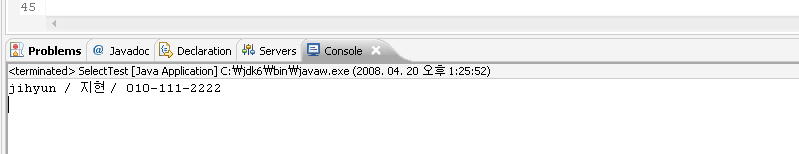 45
Problems @ Javadoc Declaration Servers Console
<terminated> SelectTest [Java Application] C:₩jdk6₩bin₩javaw.exe (2008. 04. 20 오후 1:25:52)
jihyun / 지현 / 010-111-2222